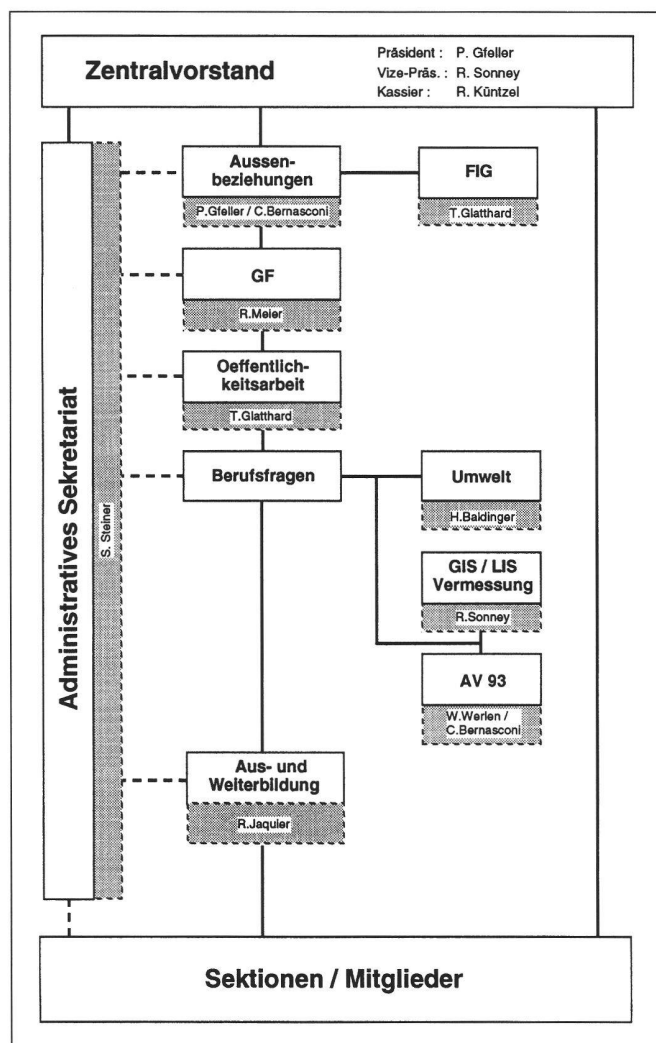 Zentralvorstand
Präsident : P. Gfeller
Vize-Präs. : R. Sonney
Kassier : R. Küntzel
Administratives Sekretariat
S. Steiner
Aussen-
beziehungen
P.Gfeller / C.Bernasconi
FIG
T.Glatthard
GF
R.Meier
Oeffentlich-
keitsarbeit
T.Glatthard
Berufsfragen
Umwelt
H.Baldinger
GIS / LIS
Vermessung
R.Sonney
AV 93
W.Werlen /
C.Bernasconi
Aus- und
Weiterbildung
R.Jaquier
Sektionen / Mitglieder